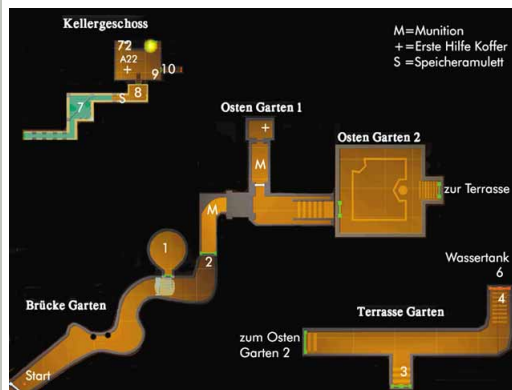 Kellergeschoss
72
A22
+
9
10
8
S
7
M=Munition
+=Erste Hilfe Koffer
S =Speicheramulett
Osten Garten 1
+
M
1
M
Osten Garten 2
zur Terrasse
1
2
Brücke Garten
Start
Wassertank
6
4
Terrasse Garten
zum Osten
Garten 2
3